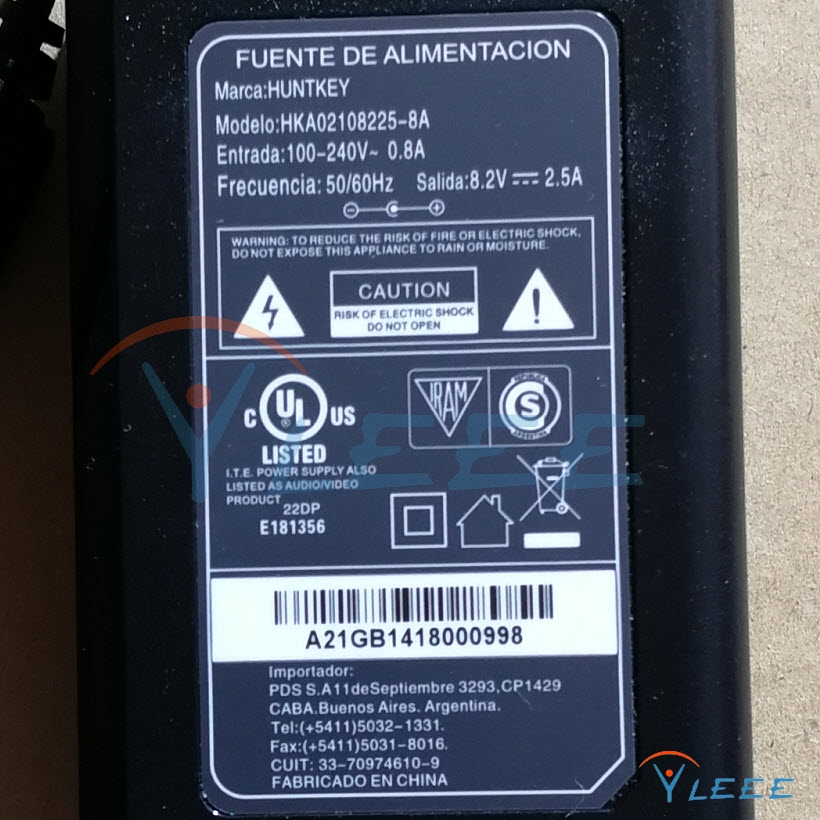 FUENTE DE ALIMENTACION
Marca:HUNTKEY
Modelo:HKA02108225-8A
Entrada:100-240V~ 0.8A
Frecuencia: 50/60Hz Salida:8.2V⎓ 2.5A
WARNING: TO REDUCE THE RISK OF FIRE OR ELECTRIC SHOCK,
DO NOT EXPOSE THIS APPLIANCE TO RAIN OR MOISTURE.
CAUTION
RISK OF ELECTRIC SHOCK
DO NOT OPEN
C UL ® US
LISTED
I.T.E. POWER SUPPLY ALSO
LISTED AS AUDIO/VIDEO
PRODUCT
22DP
E181356
IRAM
REPUBLICA
S
ARGENTINA
YLEEE
A21GB1418000998
Importador:
PDS S.A11deSeptiembre 3293,CP1429
CABA.Buenos Aires. Argentina.
Tel:(+5411)5032-1331.
Fax:(+5411)5031-8016.
CUIT: 33-70974610-9
FABRICADO EN CHINA
YLEEE